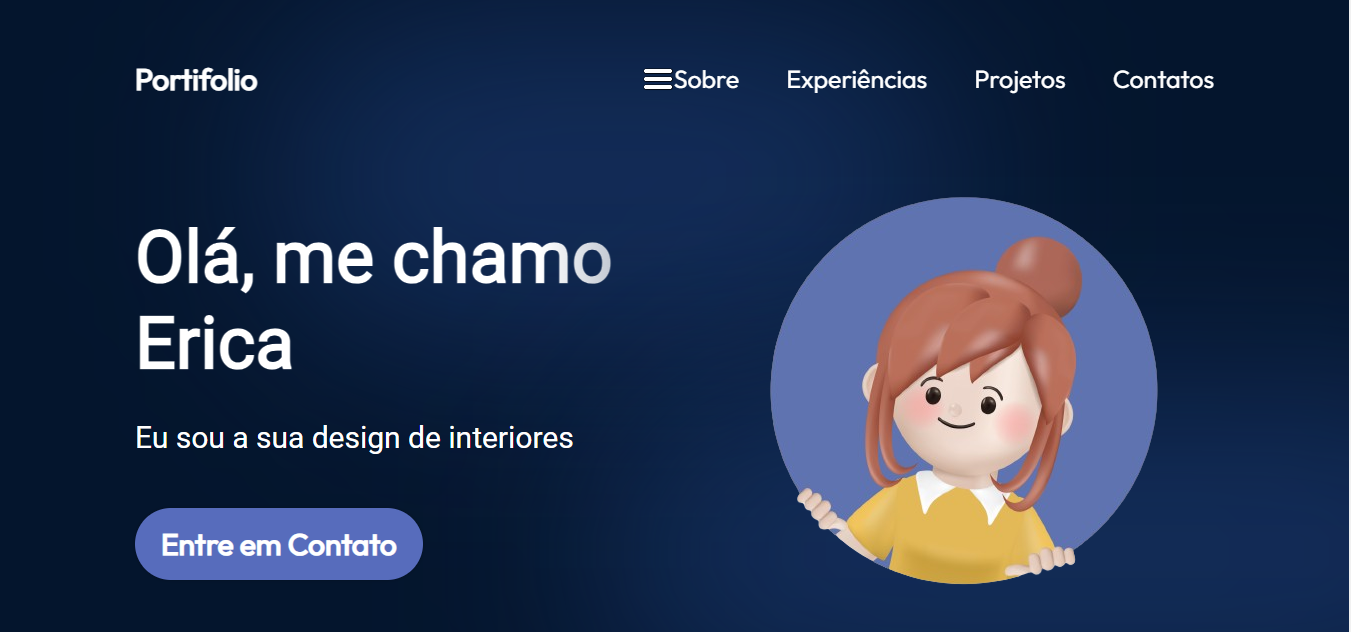 Portifolio
Sobre Experiências Projetos Contatos
Olá, me chamo
Erica
Eu sou a sua design de interiores
Entre em Contato